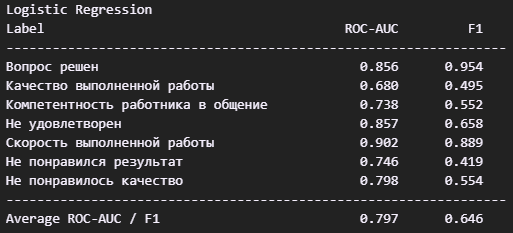 Logistic Regression
Label ROC-AUC F1
--------------------------------------------------------------
Вопрос решен 0.856 0.954
Качество выполненной работы 0.680 0.495
Компетентность работника в общение 0.738 0.552
Не удовлетворен 0.857 0.658
Скорость выполненной работы 0.902 0.889
Не понравился результат 0.746 0.419
Не понравилось качество 0.798 0.554
--------------------------------------------------------------
Average ROC-AUC / F1 0.797 0.646